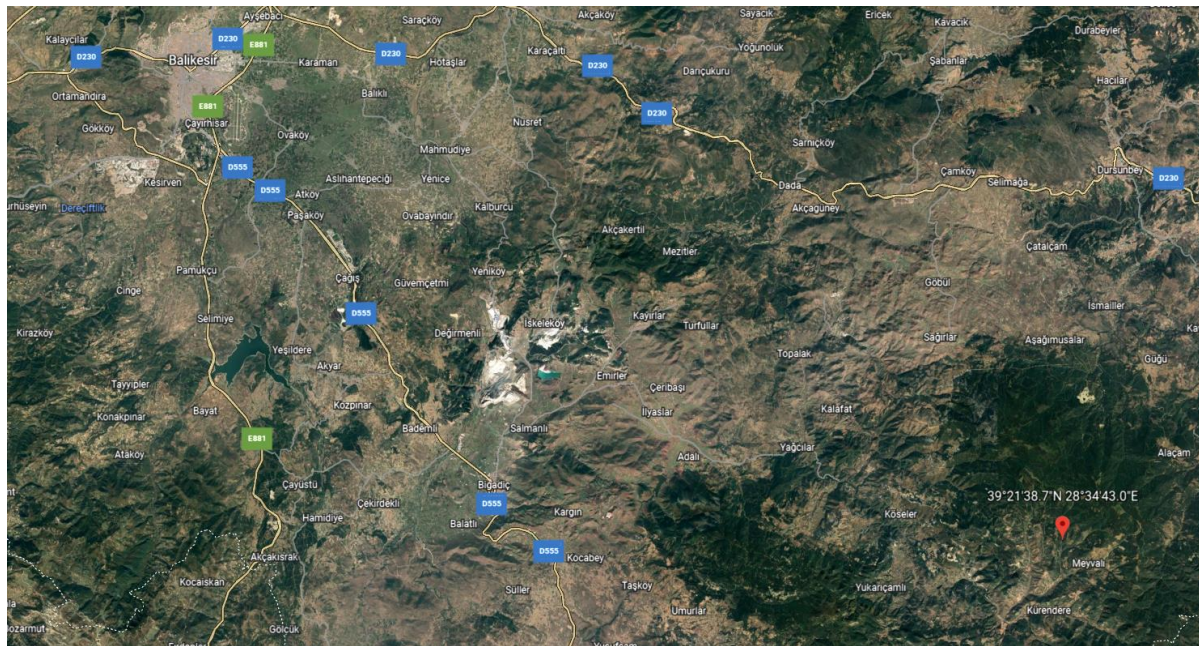 Ayşebacı
Saraçköy
Akçaköy
Sayacık
Ericek
Kavacık
Durabeyler
Kalaycılar
D230
D230
E881
D230
Karaçaltı
Yoğunoluk
Balıkesir
Karaman
Hotaşlar
D230
Dariçukuru
Şabanlar
Hacılar
Ortamandıra
Balıklı
E881
Çayırhisar
Gökköy
Ovaköy
Nusret
D230
Mahmudiye
Sarnıçköy
D555
Kesirven
D555
Aslıhantepeciği
Yenice
Dada
Çamköy
Selimağa
Dursunbey
D230
Dereçiftlik
Atköy
Paşaköy
Ovabayındır
Kalburcu
Akçagüney
Akçakertil
Mezitler
Çatalçam
Pamukçu
Çağış
Güvemçetmi
Yeniköy
Göbül
Cinge
İsmailler
Selimiye
D555
Kirazköy
Değirmenli
İskeleköy
Kayırlar
Turfullar
Sağırlar
Aşağımusalar
Yeşildere
Topalak
Güğü
Akyar
Tayyipler
Emirler
Çeribaşı
Konakpınar
Bayat
Kozpınar
İlyaslar
Kalafat
Bademli
Salmanlı
E881
Ataköy
Adalı
Yağcılar
Alaçam
Çayüstü
Bigadiç
Çekirdekli
D555
39°21'38.7"N 28°34'43.0"E
Hamidiye
Balatlı
Kargın
Köseler
Akçakısrak
D555
Kocabey
Meyvalı
Kocaiskan
Süller
Taşköy
Yukarıçamlı
Umurlar
Kürendere
Gölcük